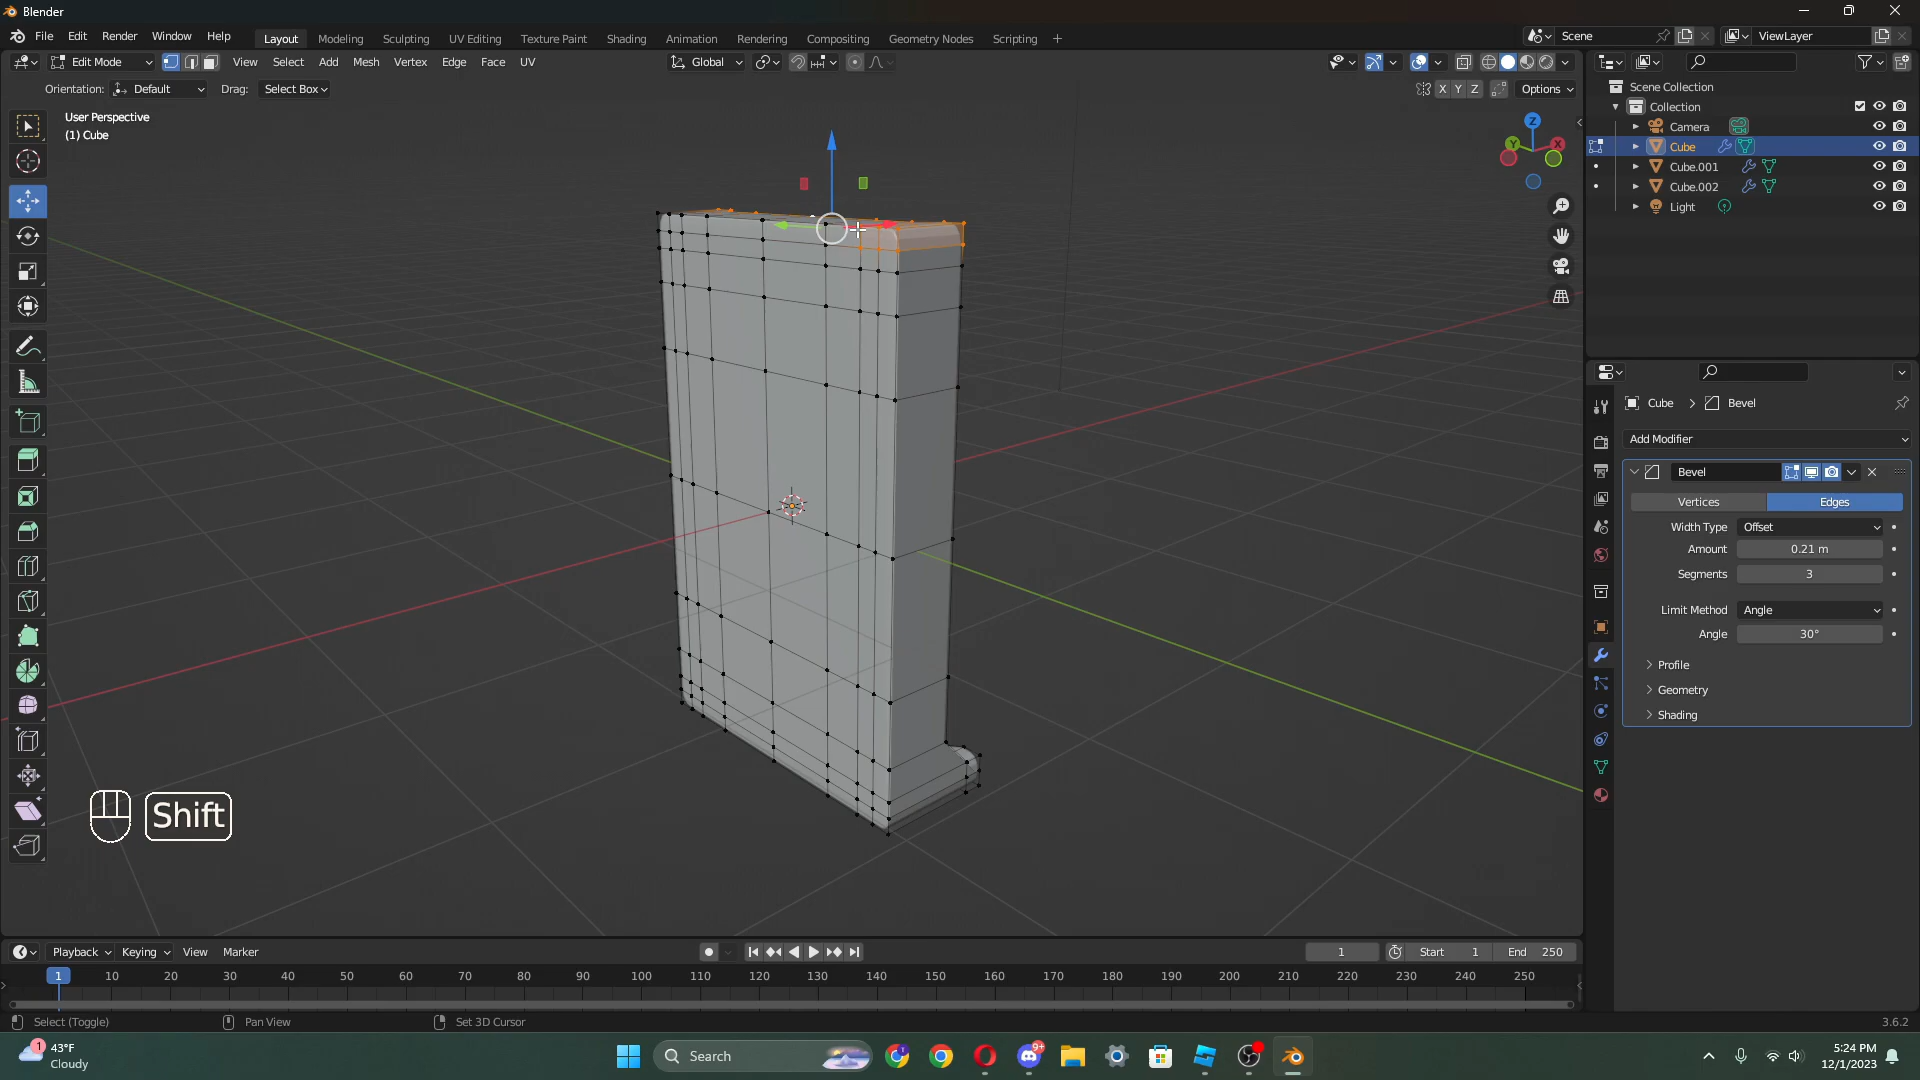 Blender
File Edit Render Window Help
Layout Modeling Sculpting UV Editing Texture Paint Shading Animation Rendering Compositing Geometry Nodes Scripting +
Scene
ViewLayer
Edit Mode
View Select Add Mesh Vertex Edge Face UV
Global
Orientation: Default Drag: Select Box
X Y Z Options
User Perspective
(1) Cube
Z
Y X
Scene Collection
Collection
Camera
Cube
Cube.001
Cube.002
Light
Cube > Bevel
Add Modifier
Bevel
Vertices Edges
Width Type Offset
Amount 0.21 m
Segments 3
Limit Method Angle
Angle 30°
Profile
Geometry
Shading
Shift
Playback Keying View Marker
1 Start 1 End 250
1 10 20 30 40 50 60 70 80 90 100 110 120 130 140 150 160 170 180 190 200 210 220 230 240 250
Select (Toggle) Pan View Set 3D Cursor
3.6.2
1 43°F
Cloudy
Search
9+
5:24 PM
12/1/2023